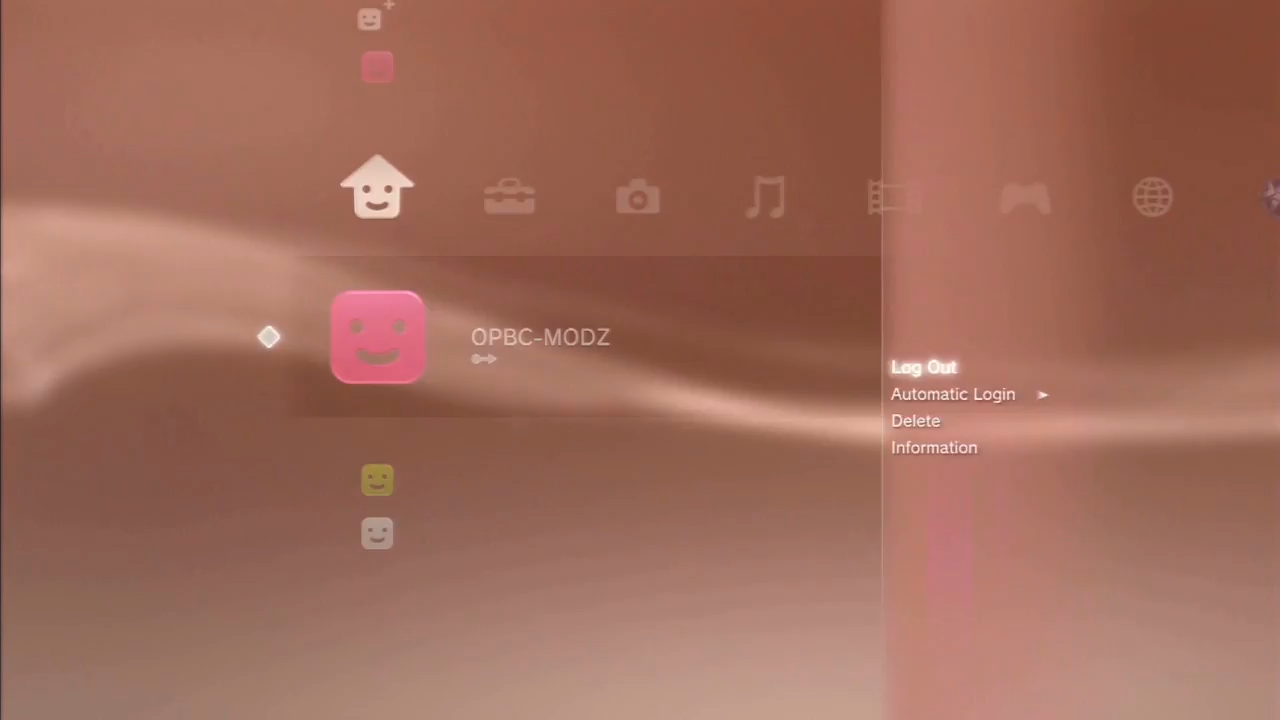 OPBC-MODZ
Log Out
Automatic Login
Delete
Information